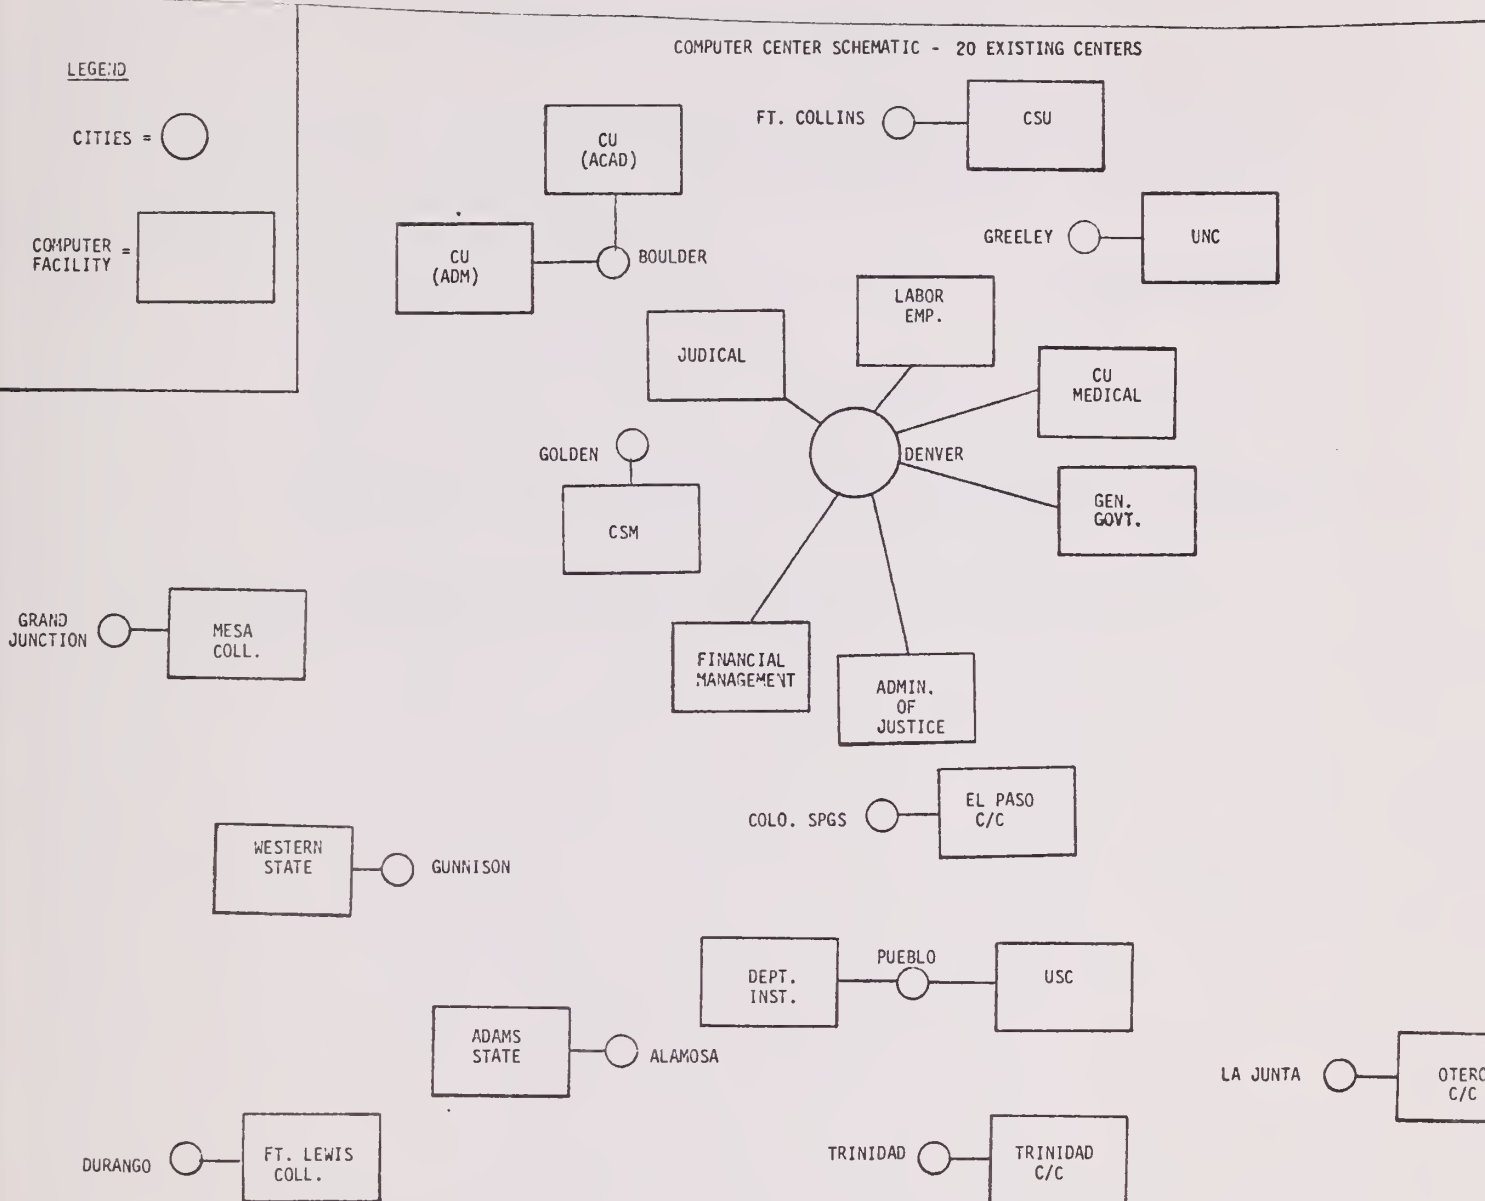 COMPUTER CENTER SCHEMATIC - 20 EXISTING CENTERS
LEGEND
CITIES =
COMPUTER =
FACILITY
CU
(ACAD)
CU
(ADM)
BOULDER
FT. COLLINS
CSU
GREELEY
UNC
LABOR
EMP.
JUDICAL
CU
MEDICAL
DENVER
GOLDEN
CSM
GEN.
GOVT.
GRAND
JUNCTION
MESA
COLL.
FINANCIAL
MANAGEMENT
ADMIN.
OF
JUSTICE
COLO. SPGS
EL PASO
C/C
WESTERN
STATE
GUNNISON
DEPT.
INST.
PUEBLO
USC
ADAMS
STATE
ALAMOSA
LA JUNTA
OTERO
C/C
DURANGO
FT. LEWIS
COLL.
TRINIDAD
TRINIDAD
C/C